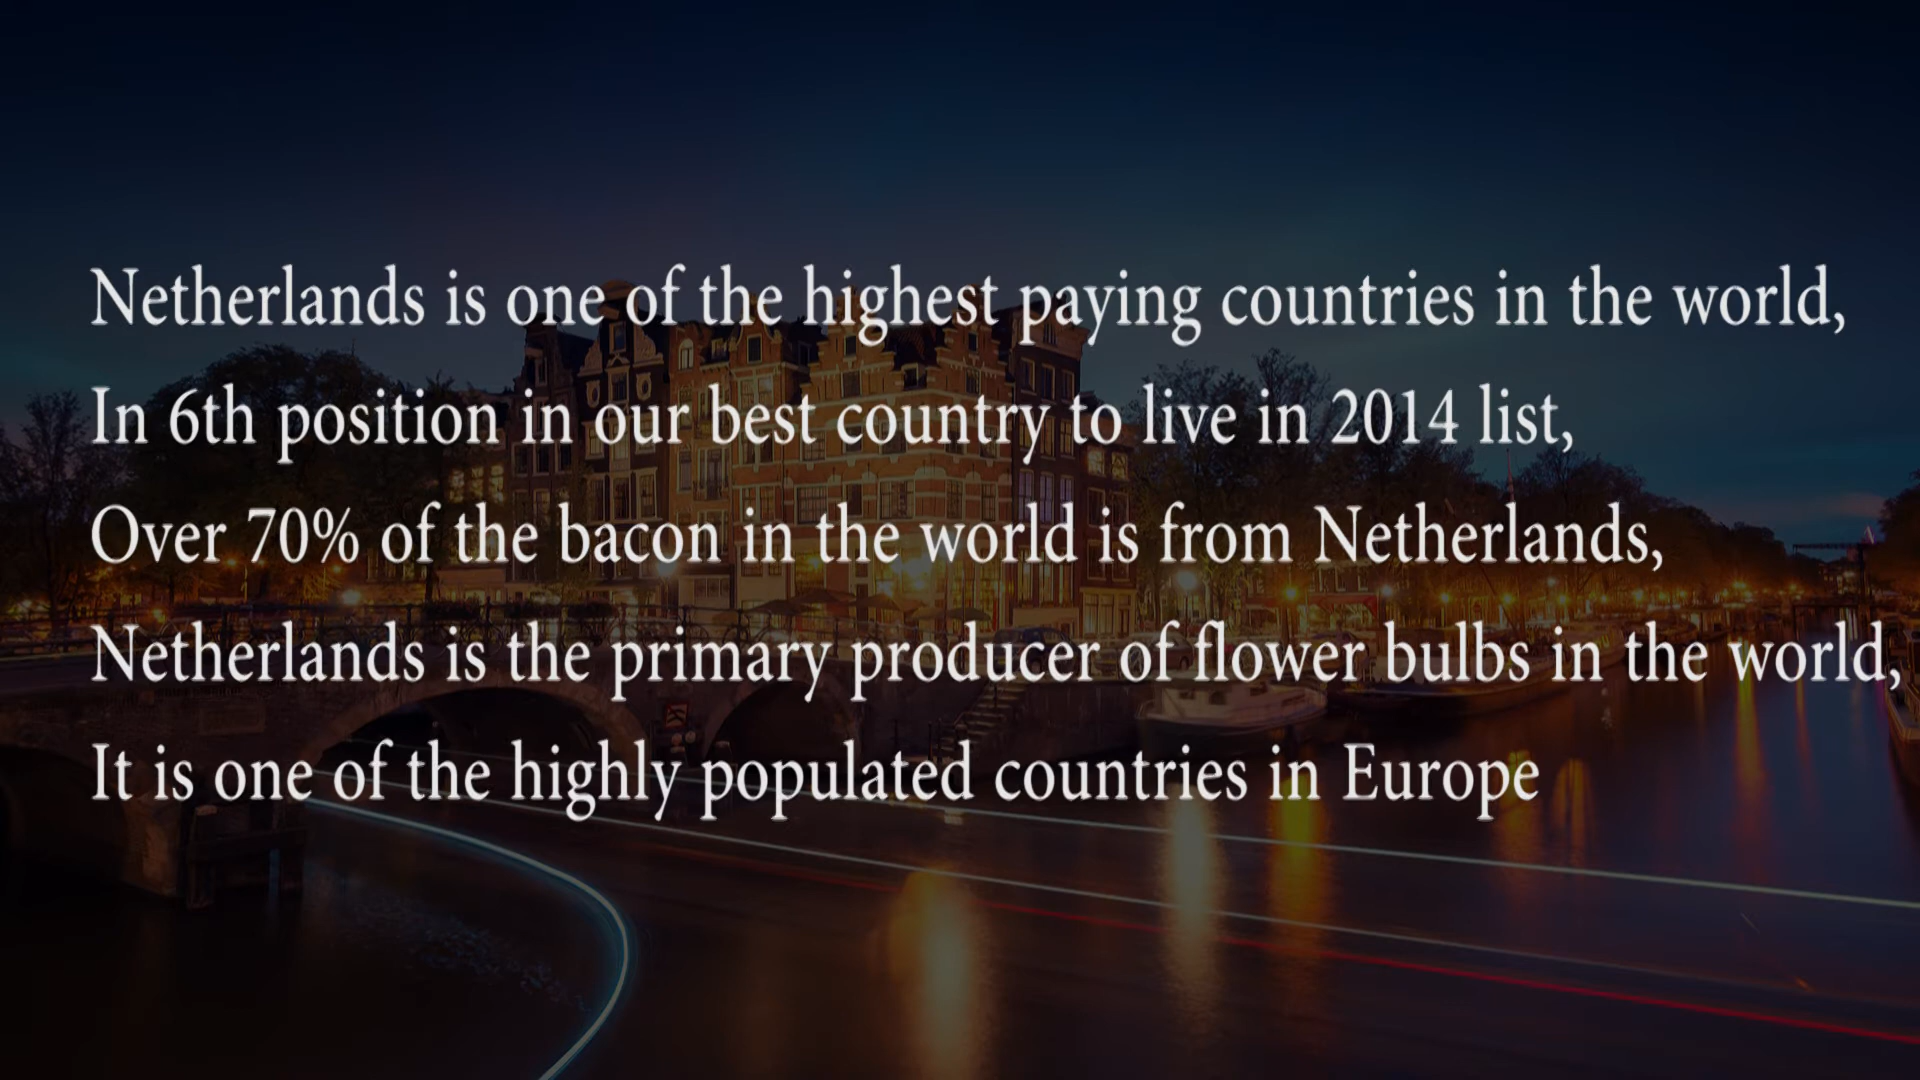 Netherlands is one of the highest paying countries in the world,
In 6th position in our best country to live in 2014 list,
Over 70% of the bacon in the world is from Netherlands,
Netherlands is the primary producer of flower bulbs in the world,
It is one of the highly populated countries in Europe